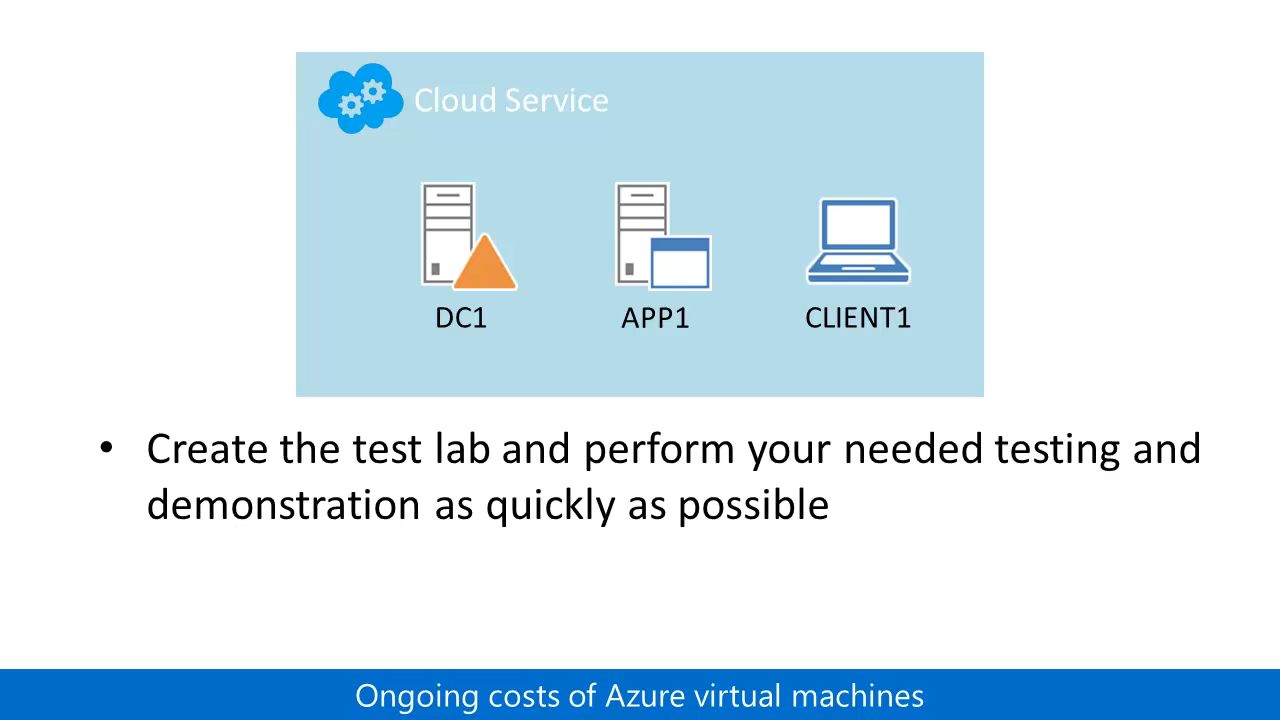 Cloud Service
DC1
APP1
CLIENT1
• Create the test lab and perform your needed testing and
demonstration as quickly as possible
Ongoing costs of Azure virtual machines